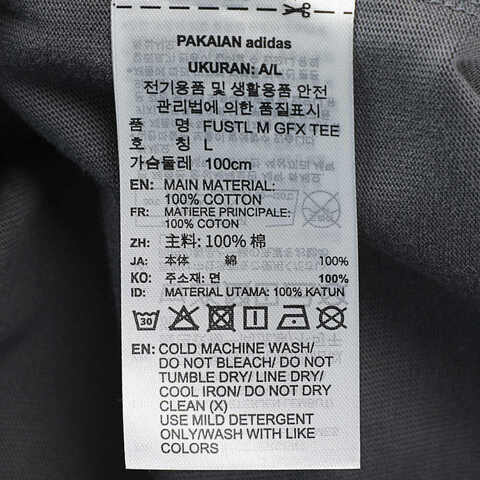 PAKAIAN adidas
UKURAN: A/L
전기용품 및 생활용품 안전
관리법에 의한 품질표시
품 명 FUSTL M GFX TEE
호 칭 L
가슴둘레 100cm
EN: MAIN MATERIAL:
100% COTTON
FR: MATIERE PRINCIPALE:
100% COTON
ZH: 主料: 100% 棉
JA: 本体 綿 100%
KO: 주소재: 면 100%
ID: MATERIAL UTAMA: 100% KATUN
30
EN: COLD MACHINE WASH/
DO NOT BLEACH/ DO NOT
TUMBLE DRY/ LINE DRY/
COOL IRON/ DO NOT DRY
CLEAN (X)
USE MILD DETERGENT
ONLY/WASH WITH LIKE
COLORS